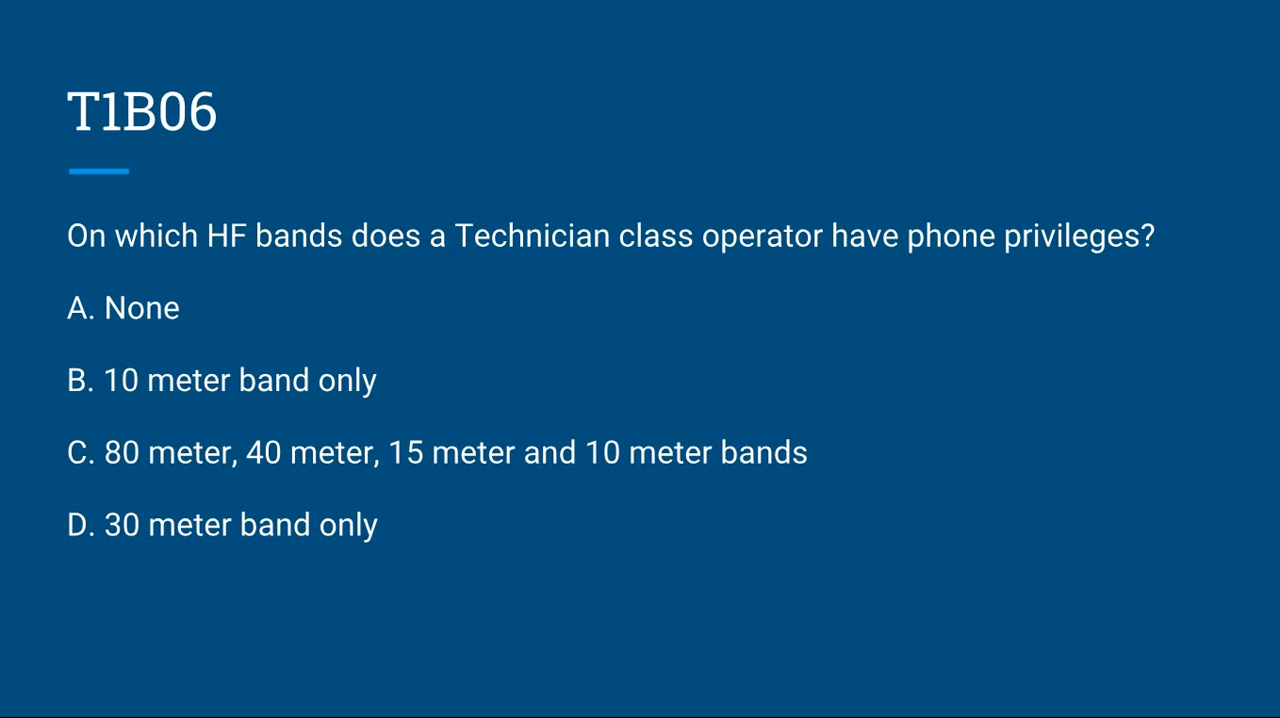 T1B06
On which HF bands does a Technician class operator have phone privileges?
A. None
B. 10 meter band only
C. 80 meter, 40 meter, 15 meter and 10 meter bands
D. 30 meter band only